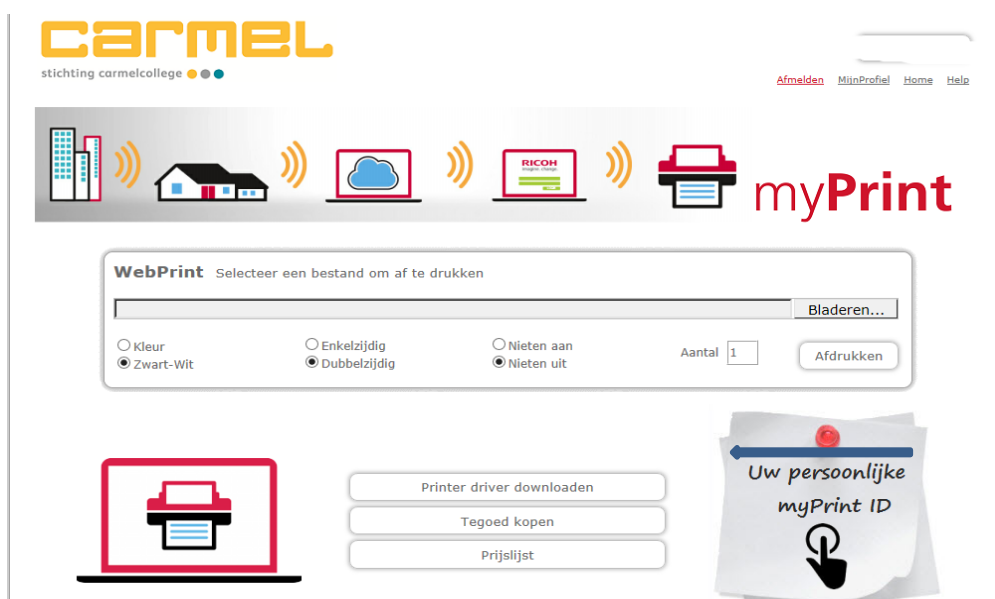 carmel
stichting carmelcollege
Afmelden MijnProfiel Home Help
RICOH
imagine. change.
myPrint
WebPrint Selecteer een bestand om af te drukken
Bladeren...
Kleur Enkelzijdig Nieten aan
Zwart-Wit Dubbelzijdig Nieten uit
Aantal 1 Afdrukken
Uw persoonlijke
myPrint ID
Printer driver downloaden
Tegoed kopen
Prijslijst